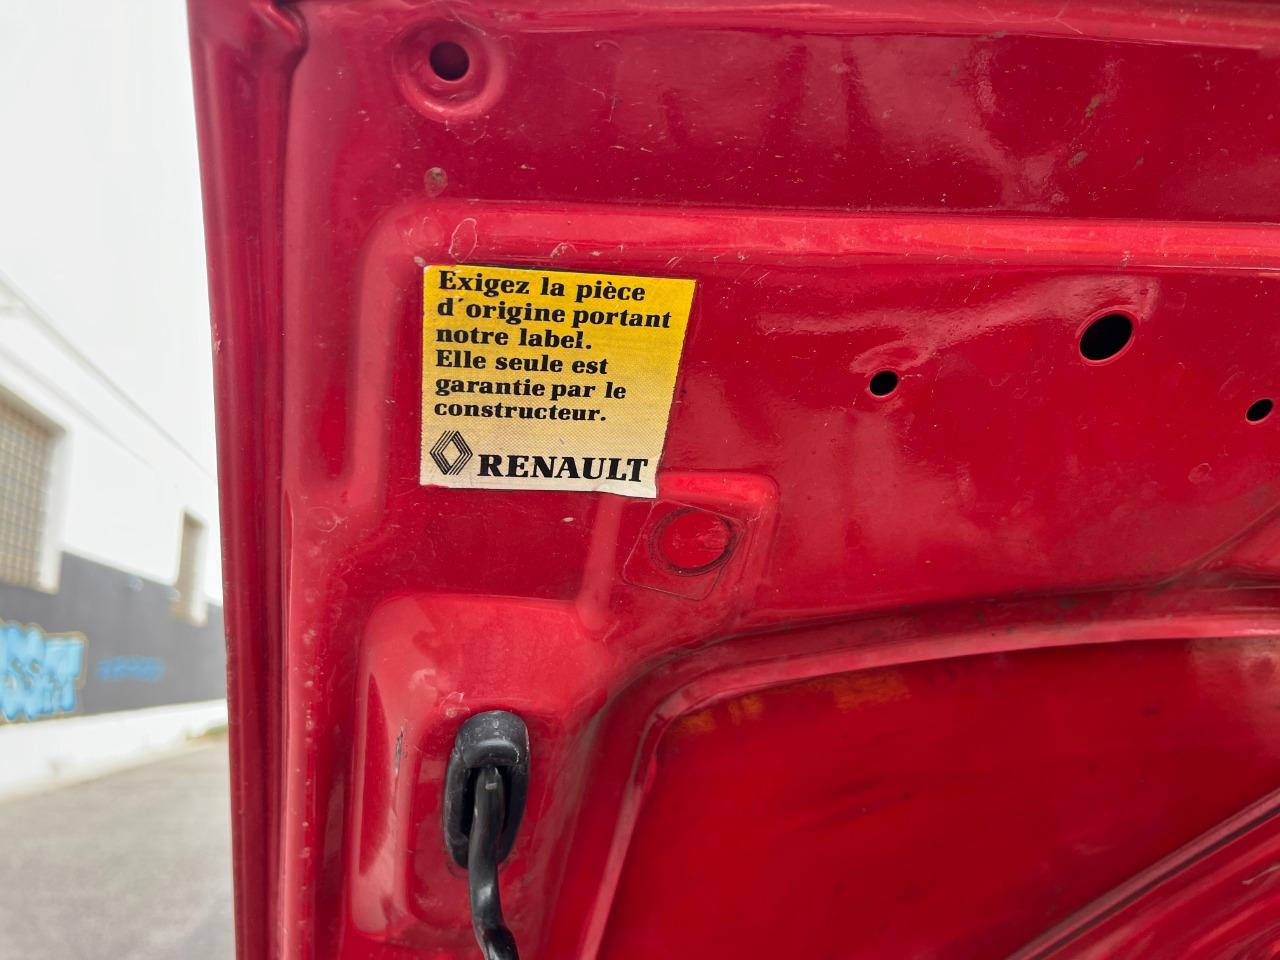 Exigez la pièce
d'origine portant
notre label.
Elle seule est
garantie par le
constructeur.
RENAULT